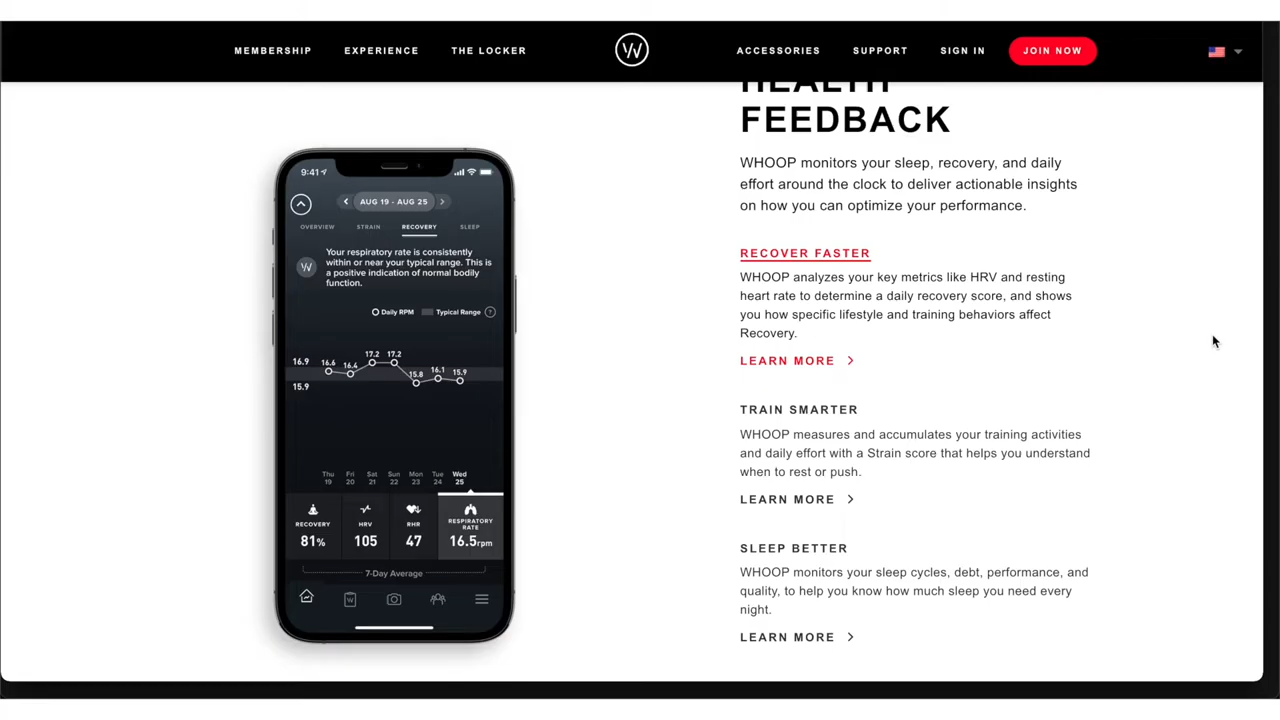 MEMBERSHIP EXPERIENCE THE LOCKER W ACCESSORIES SUPPORT SIGN IN JOIN NOW
HEALTH
FEEDBACK
WHOOP monitors your sleep, recovery, and daily
effort around the clock to deliver actionable insights
on how you can optimize your performance.
RECOVER FASTER
WHOOP analyzes your key metrics like HRV and resting
heart rate to determine a daily recovery score, and shows
you how specific lifestyle and training behaviors affect
Recovery.
LEARN MORE >
TRAIN SMARTER
WHOOP measures and accumulates your training activities
and daily effort with a Strain score that helps you understand
when to rest or push.
LEARN MORE >
SLEEP BETTER
WHOOP monitors your sleep cycles, debt, performance, and
quality, to help you know how much sleep you need every
night.
LEARN MORE >
9:41
< AUG 19 - AUG 25 >
OVERVIEW STRAIN RECOVERY SLEEP
W
Your respiratory rate is consistently
within or near your typical range. This is
a positive indication of normal bodily
function.
Daily RPM Typical Range ?
16.9 16.6 16.4 17.2 17.2 15.8 16.1 15.9
15.9
Thu Fri Sat Sun Mon Tue Wed
19 20 21 22 23 24 25
RECOVERY HRV RHR RESPIRATORY
RATE
81% 105 47 16.5rpm
7-Day Average